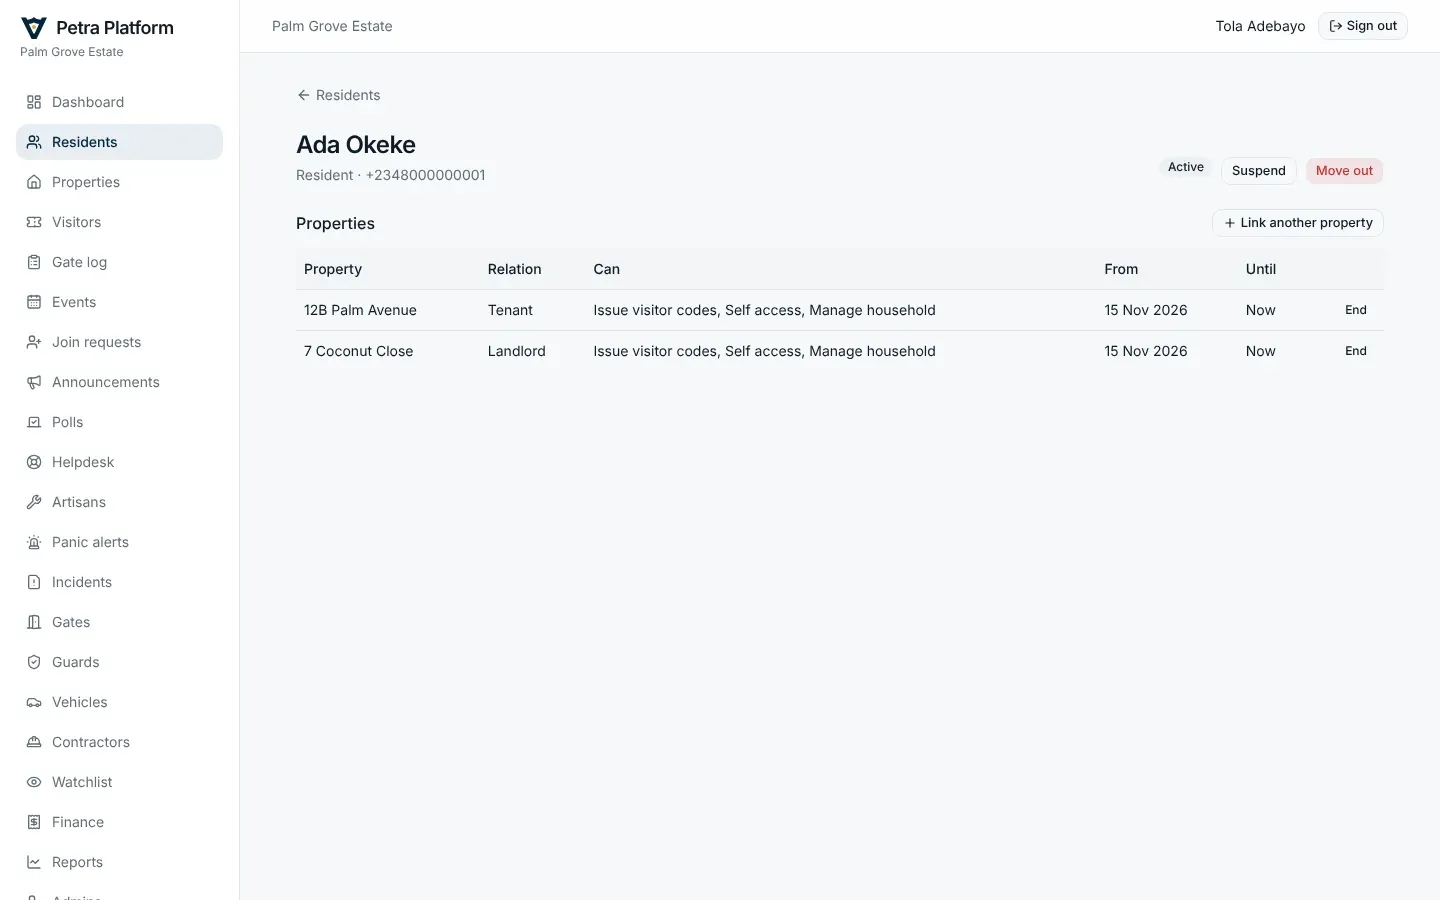 Petra Platform
Palm Grove Estate
Dashboard
Residents
Properties
Visitors
Gate log
Events
Join requests
Announcements
Polls
Helpdesk
Artisans
Panic alerts
Incidents
Gates
Guards
Vehicles
Contractors
Watchlist
Finance
Reports
Palm Grove Estate
Tola Adebayo
Sign out
Residents
Ada Okeke
Resident · +2348000000001
Active
Suspend
Move out
Properties
Link another property
Property Relation Can From Until
12B Palm Avenue Tenant Issue visitor codes, Self access, Manage household 15 Nov 2026 Now End
7 Coconut Close Landlord Issue visitor codes, Self access, Manage household 15 Nov 2026 Now End